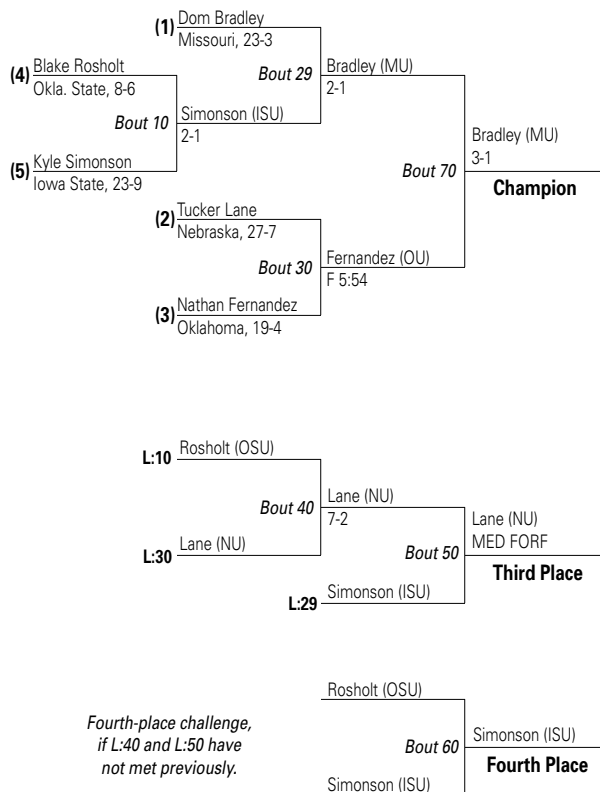 (1) Dom Bradley
Missouri, 23-3
(4) Blake Rosholt
Okla. State, 8-6
Bout 29
Bradley (MU)
2-1
Bout 10
Simonson (ISU)
2-1
(5) Kyle Simonson
Iowa State, 23-9
Bout 70
Bradley (MU)
3-1
Champion
(2) Tucker Lane
Nebraska, 27-7
Bout 30
Fernandez (OU)
F 5:54
(3) Nathan Fernandez
Oklahoma, 19-4
L:10 Rosholt (OSU)
Bout 40
Lane (NU)
7-2
L:30 Lane (NU)
Bout 50
Lane (NU)
MED FORF
Third Place
L:29 Simonson (ISU)
Fourth-place challenge,
if L:40 and L:50 have
not met previously.
Rosholt (OSU)
Bout 60
Simonson (ISU)
Fourth Place
Simonson (ISU)